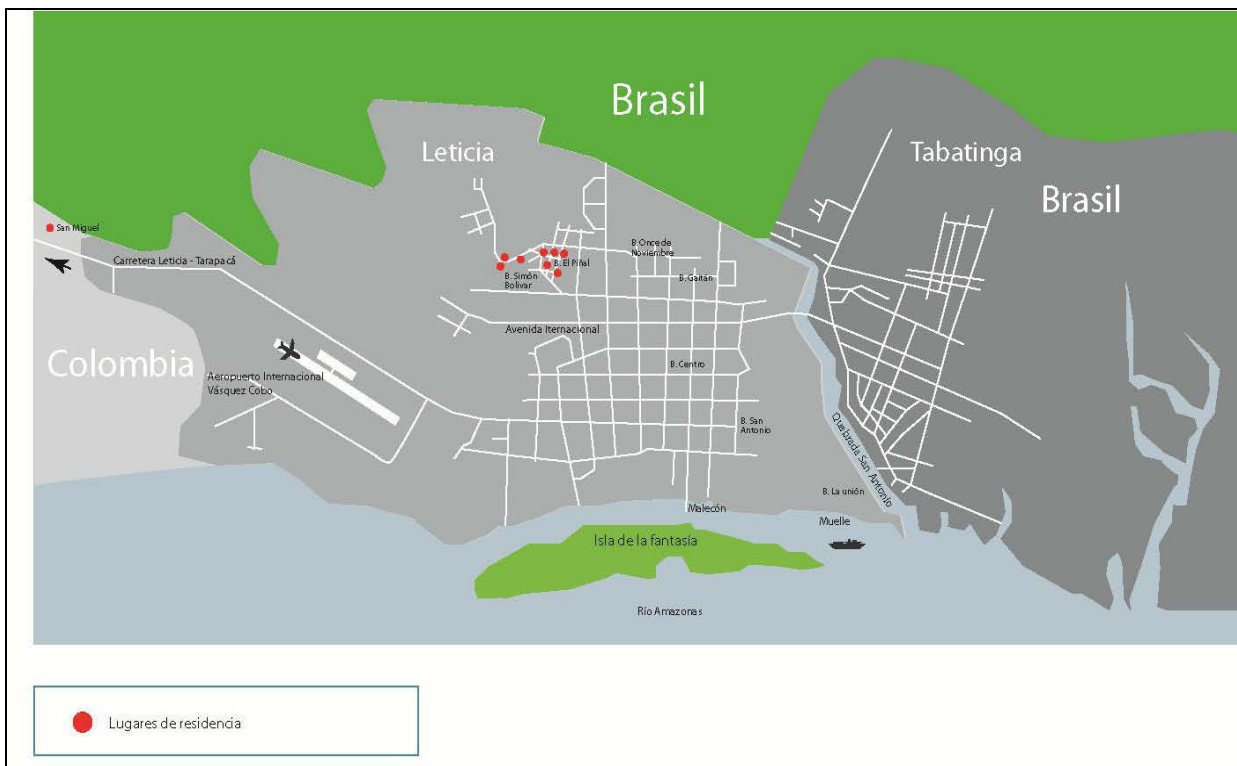 Brasil
Leticia
Tabatinga
Brasil
San Miguel
Carretera Leticia - Tarapacá
B. Once de
Noviembre
B. El Piñal
B. Simón
Bolivar
B. Gaitán
Avenida Iternacional
Colombia
Aeropuerto Internacional
Vásquez Cobo
B. Centro
B. San
Antonio
Quebrada San Antonio
B. La unión
Malecón
Muelle
Isla de la fantasía
Río Amazonas
Lugares de residencia